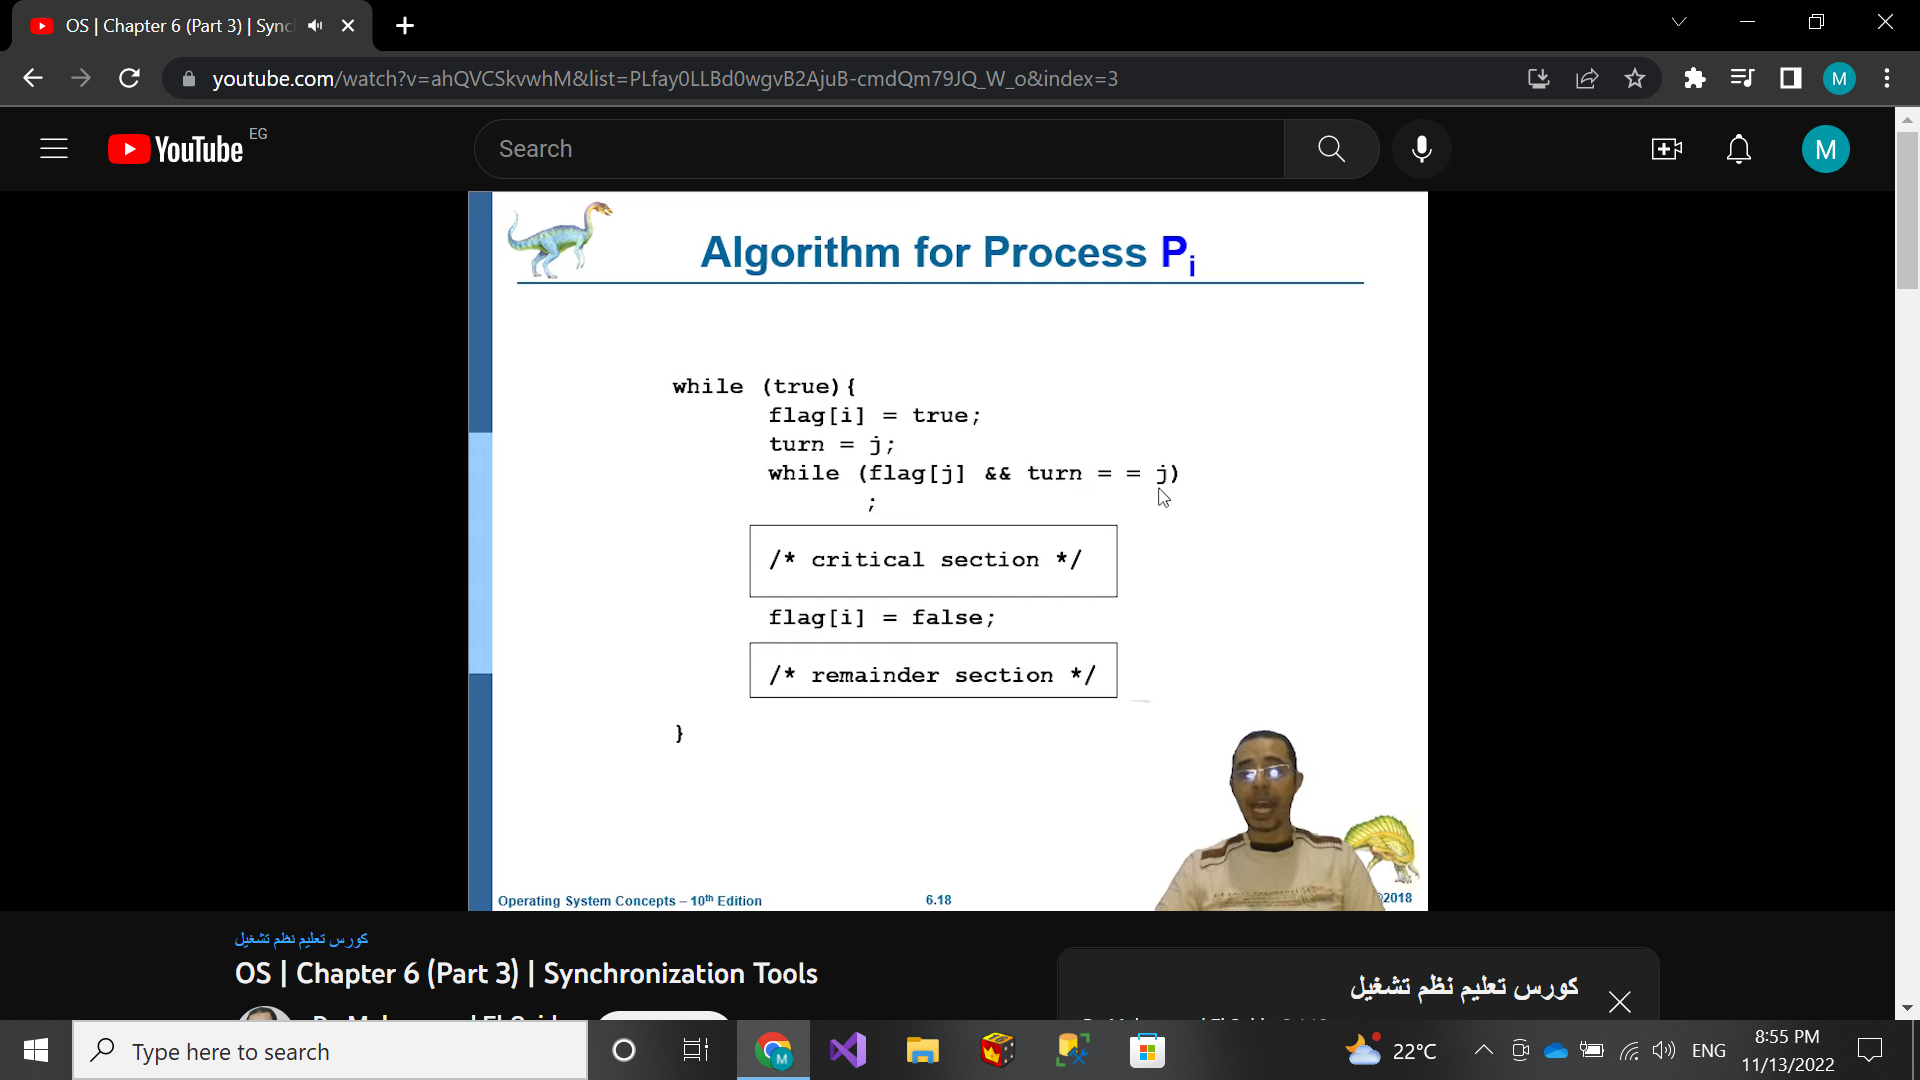 OS | Chapter 6 (Part 3) | Sync
youtube.com/watch?v=ahQVCSkvwhM&list=PLfay0LLBd0wgvB2AjuB-cmdQm79JQ_W_o&index=3
M
YouTube EG
Search
M
Algorithm for Process Pi
while (true){
flag[i] = true;
turn = j;
while (flag[j] && turn = = j)
;
/* critical section */
flag[i] = false;
/* remainder section */
}
Operating System Concepts – 10th Edition
6.18
©2018
كورس تعليم نظم تشغيل
OS | Chapter 6 (Part 3) | Synchronization Tools
كورس تعليم نظم تشغيل
Type here to search
M
22°C
ENG
8:55 PM
11/13/2022